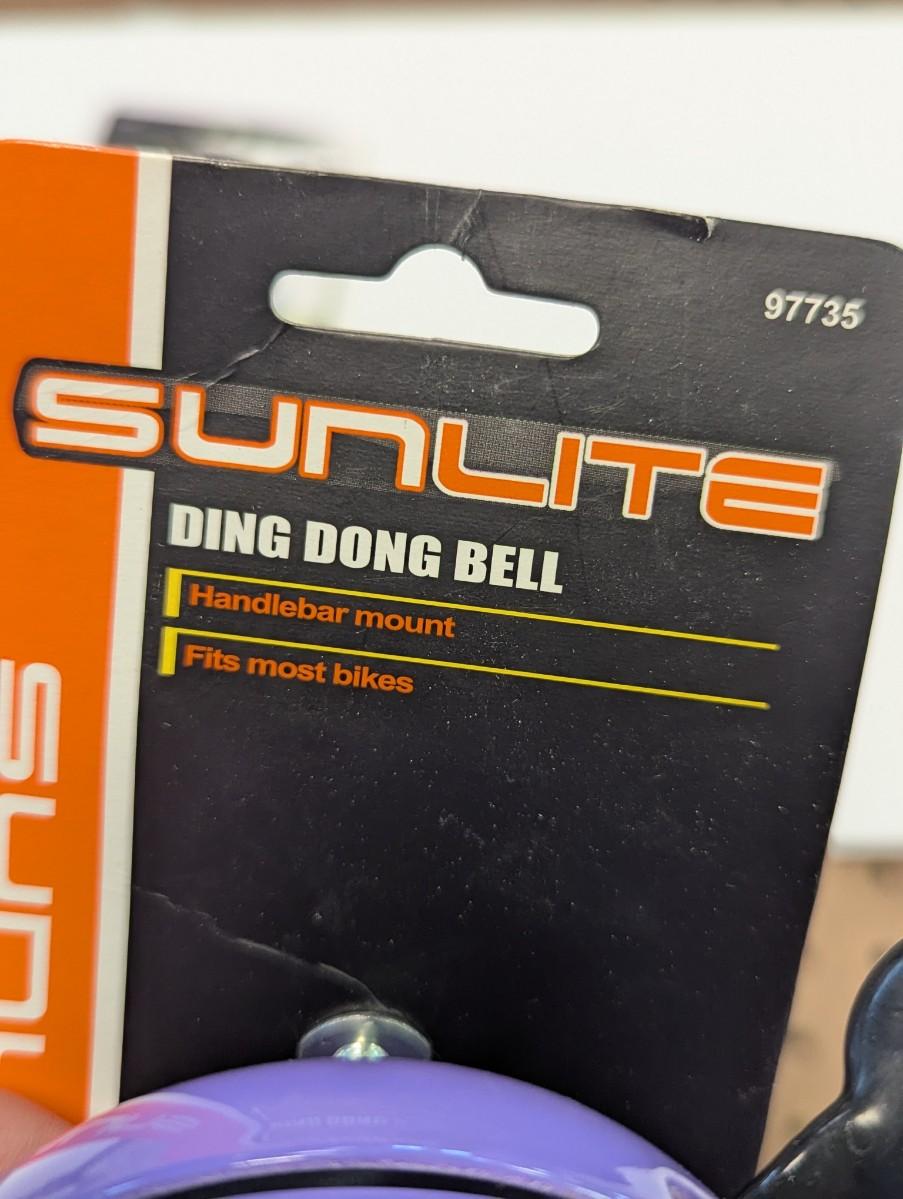 97735
SUNLITE
DING DONG BELL
Handlebar mount
Fits most bikes